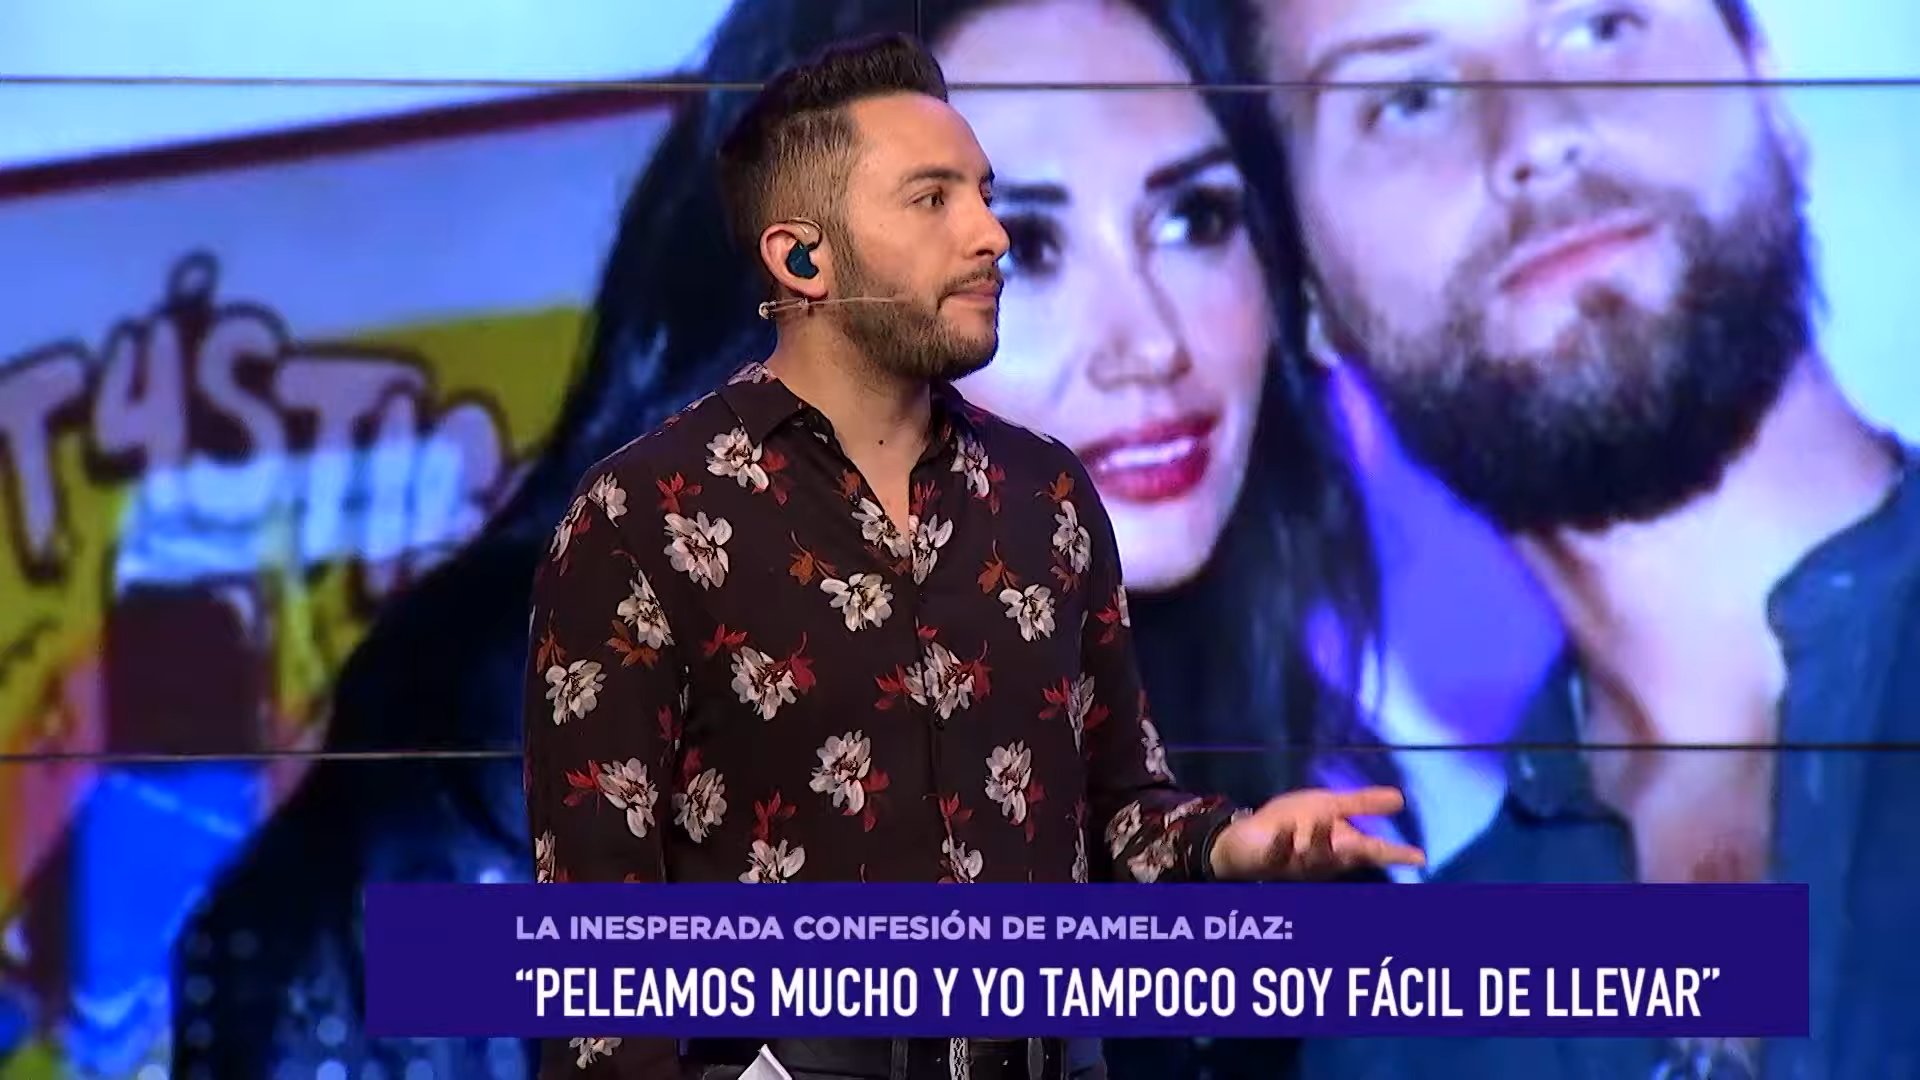 LA INESPERADA CONFESIÓN DE PAMELA DÍAZ:
“PELEAMOS MUCHO Y YO TAMPOCO SOY FÁCIL DE LLEVAR”